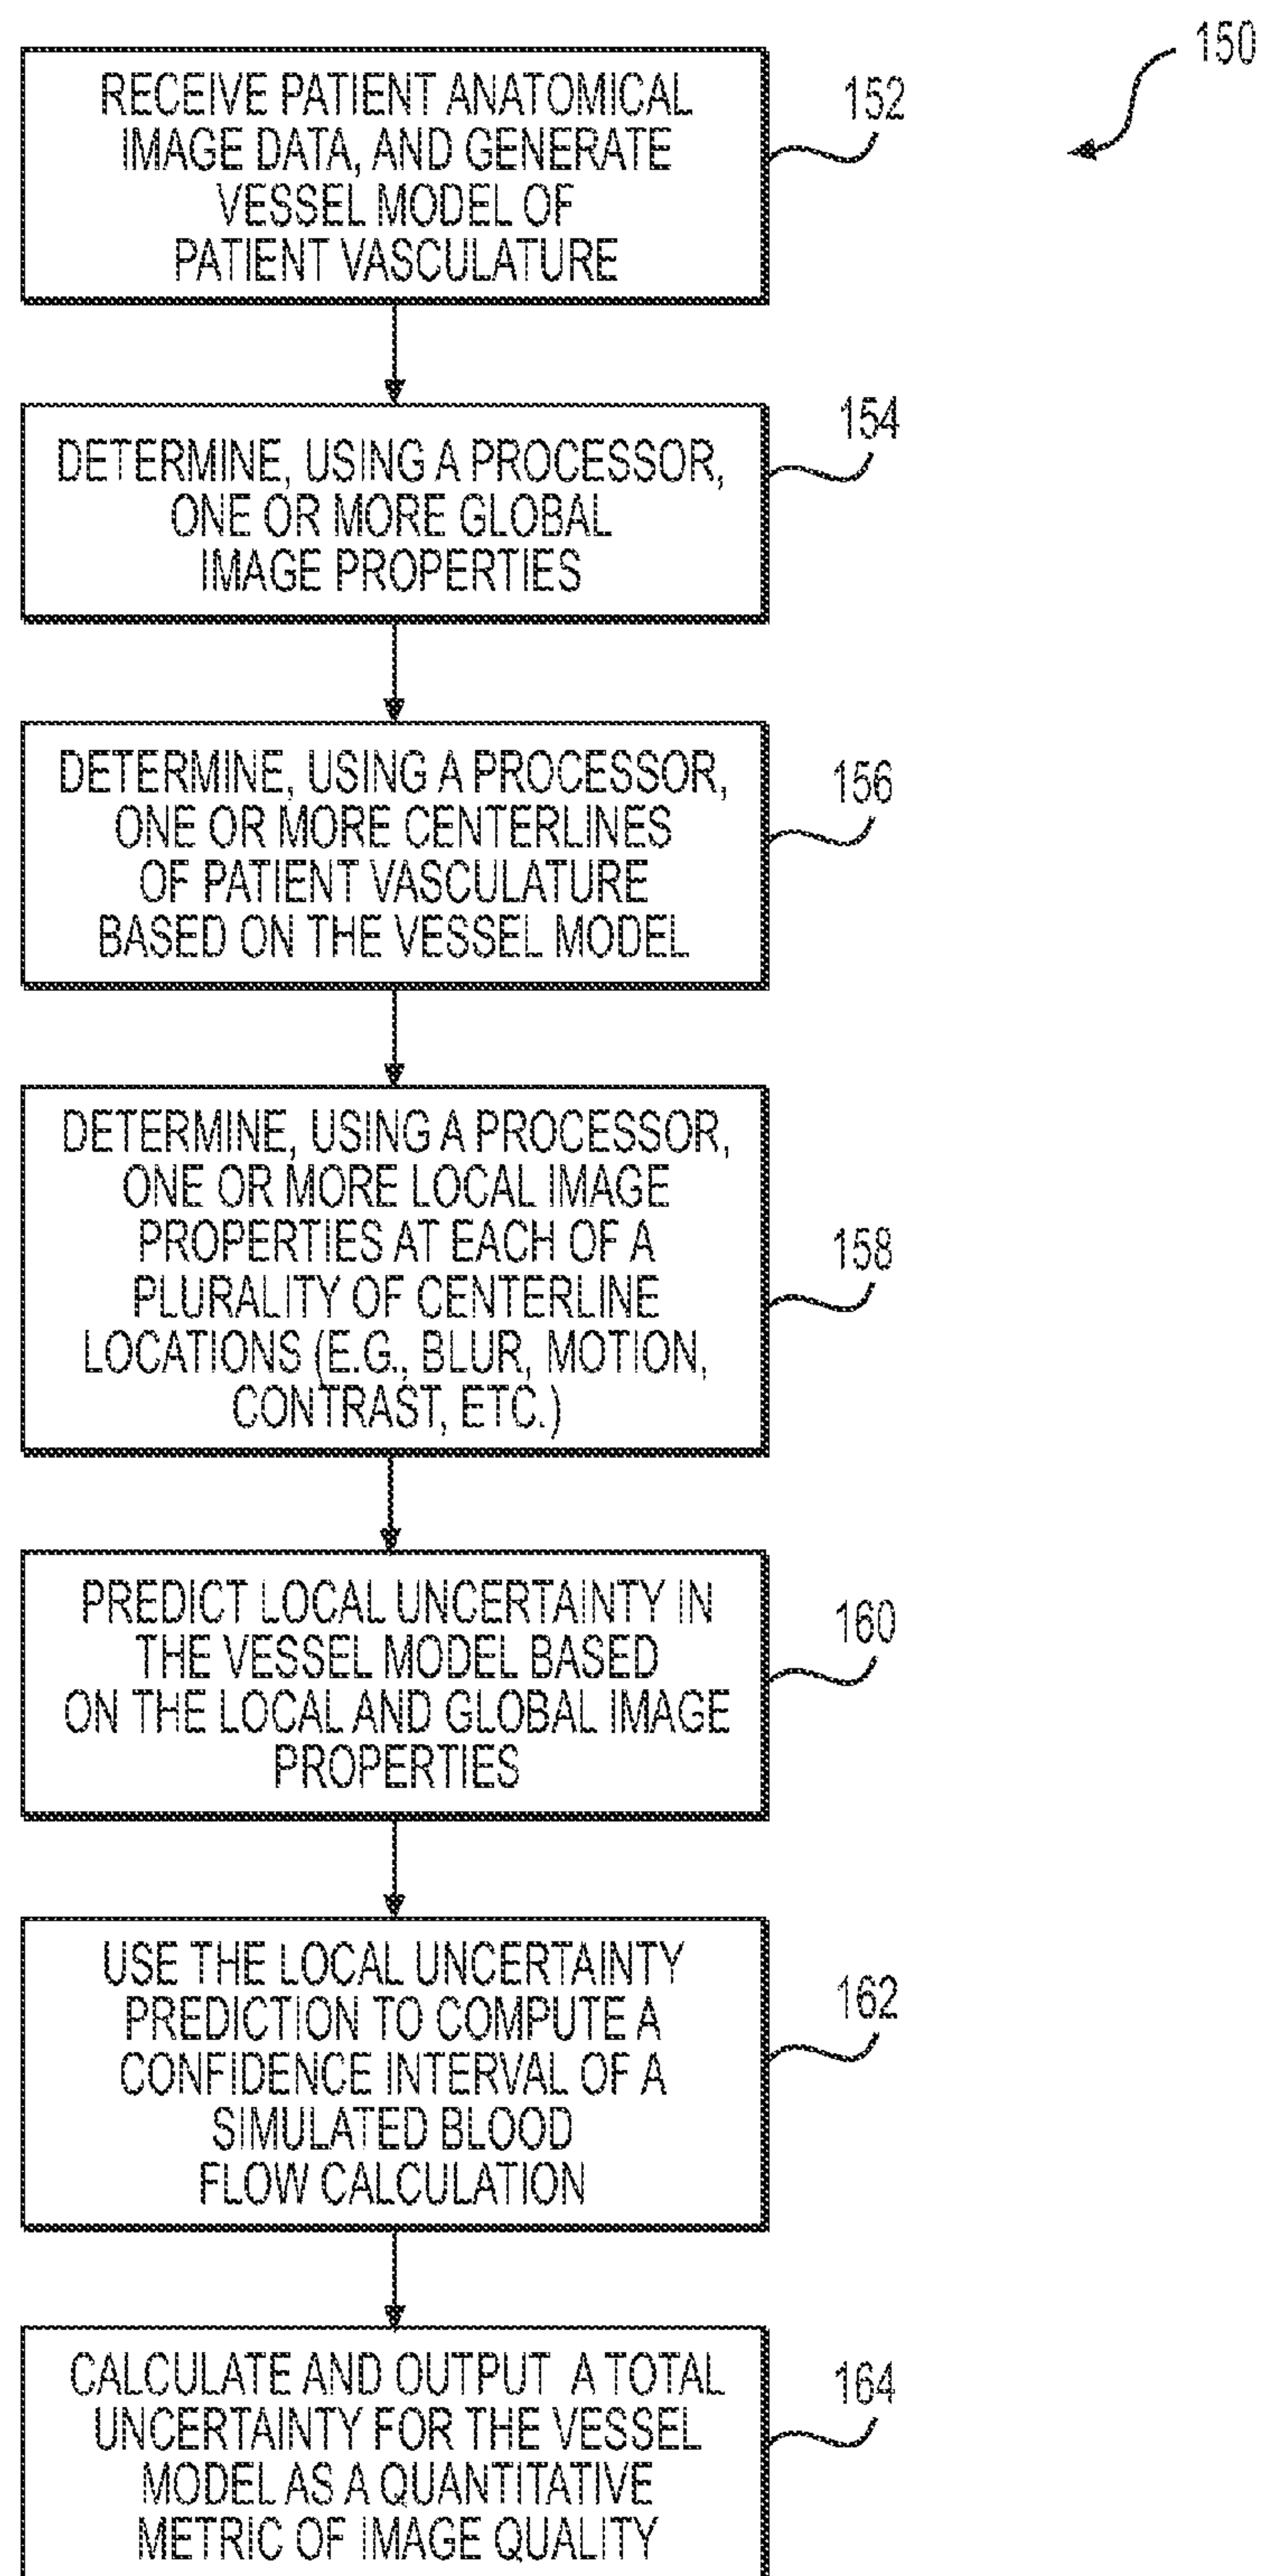 150
RECEIVE PATIENT ANATOMICAL
IMAGE DATA, AND GENERATE
VESSEL MODEL OF
PATIENT VASCULATURE
152
DETERMINE, USING A PROCESSOR,
ONE OR MORE GLOBAL
IMAGE PROPERTIES
154
DETERMINE, USING A PROCESSOR,
ONE OR MORE CENTERLINES
OF PATIENT VASCULATURE
BASED ON THE VESSEL MODEL
156
DETERMINE, USING A PROCESSOR,
ONE OR MORE LOCAL IMAGE
PROPERTIES AT EACH OF A
PLURALITY OF CENTERLINE
LOCATIONS (E.G., BLUR, MOTION,
CONTRAST, ETC.)
158
PREDICT LOCAL UNCERTAINTY IN
THE VESSEL MODEL BASED
ON THE LOCAL AND GLOBAL IMAGE
PROPERTIES
160
USE THE LOCAL UNCERTAINTY
PREDICTION TO COMPUTE A
CONFIDENCE INTERVAL OF A
SIMULATED BLOOD
FLOW CALCULATION
162
CALCULATE AND OUTPUT A TOTAL
UNCERTAINTY FOR THE VESSEL
MODEL AS A QUANTITATIVE
METRIC OF IMAGE QUALITY
164